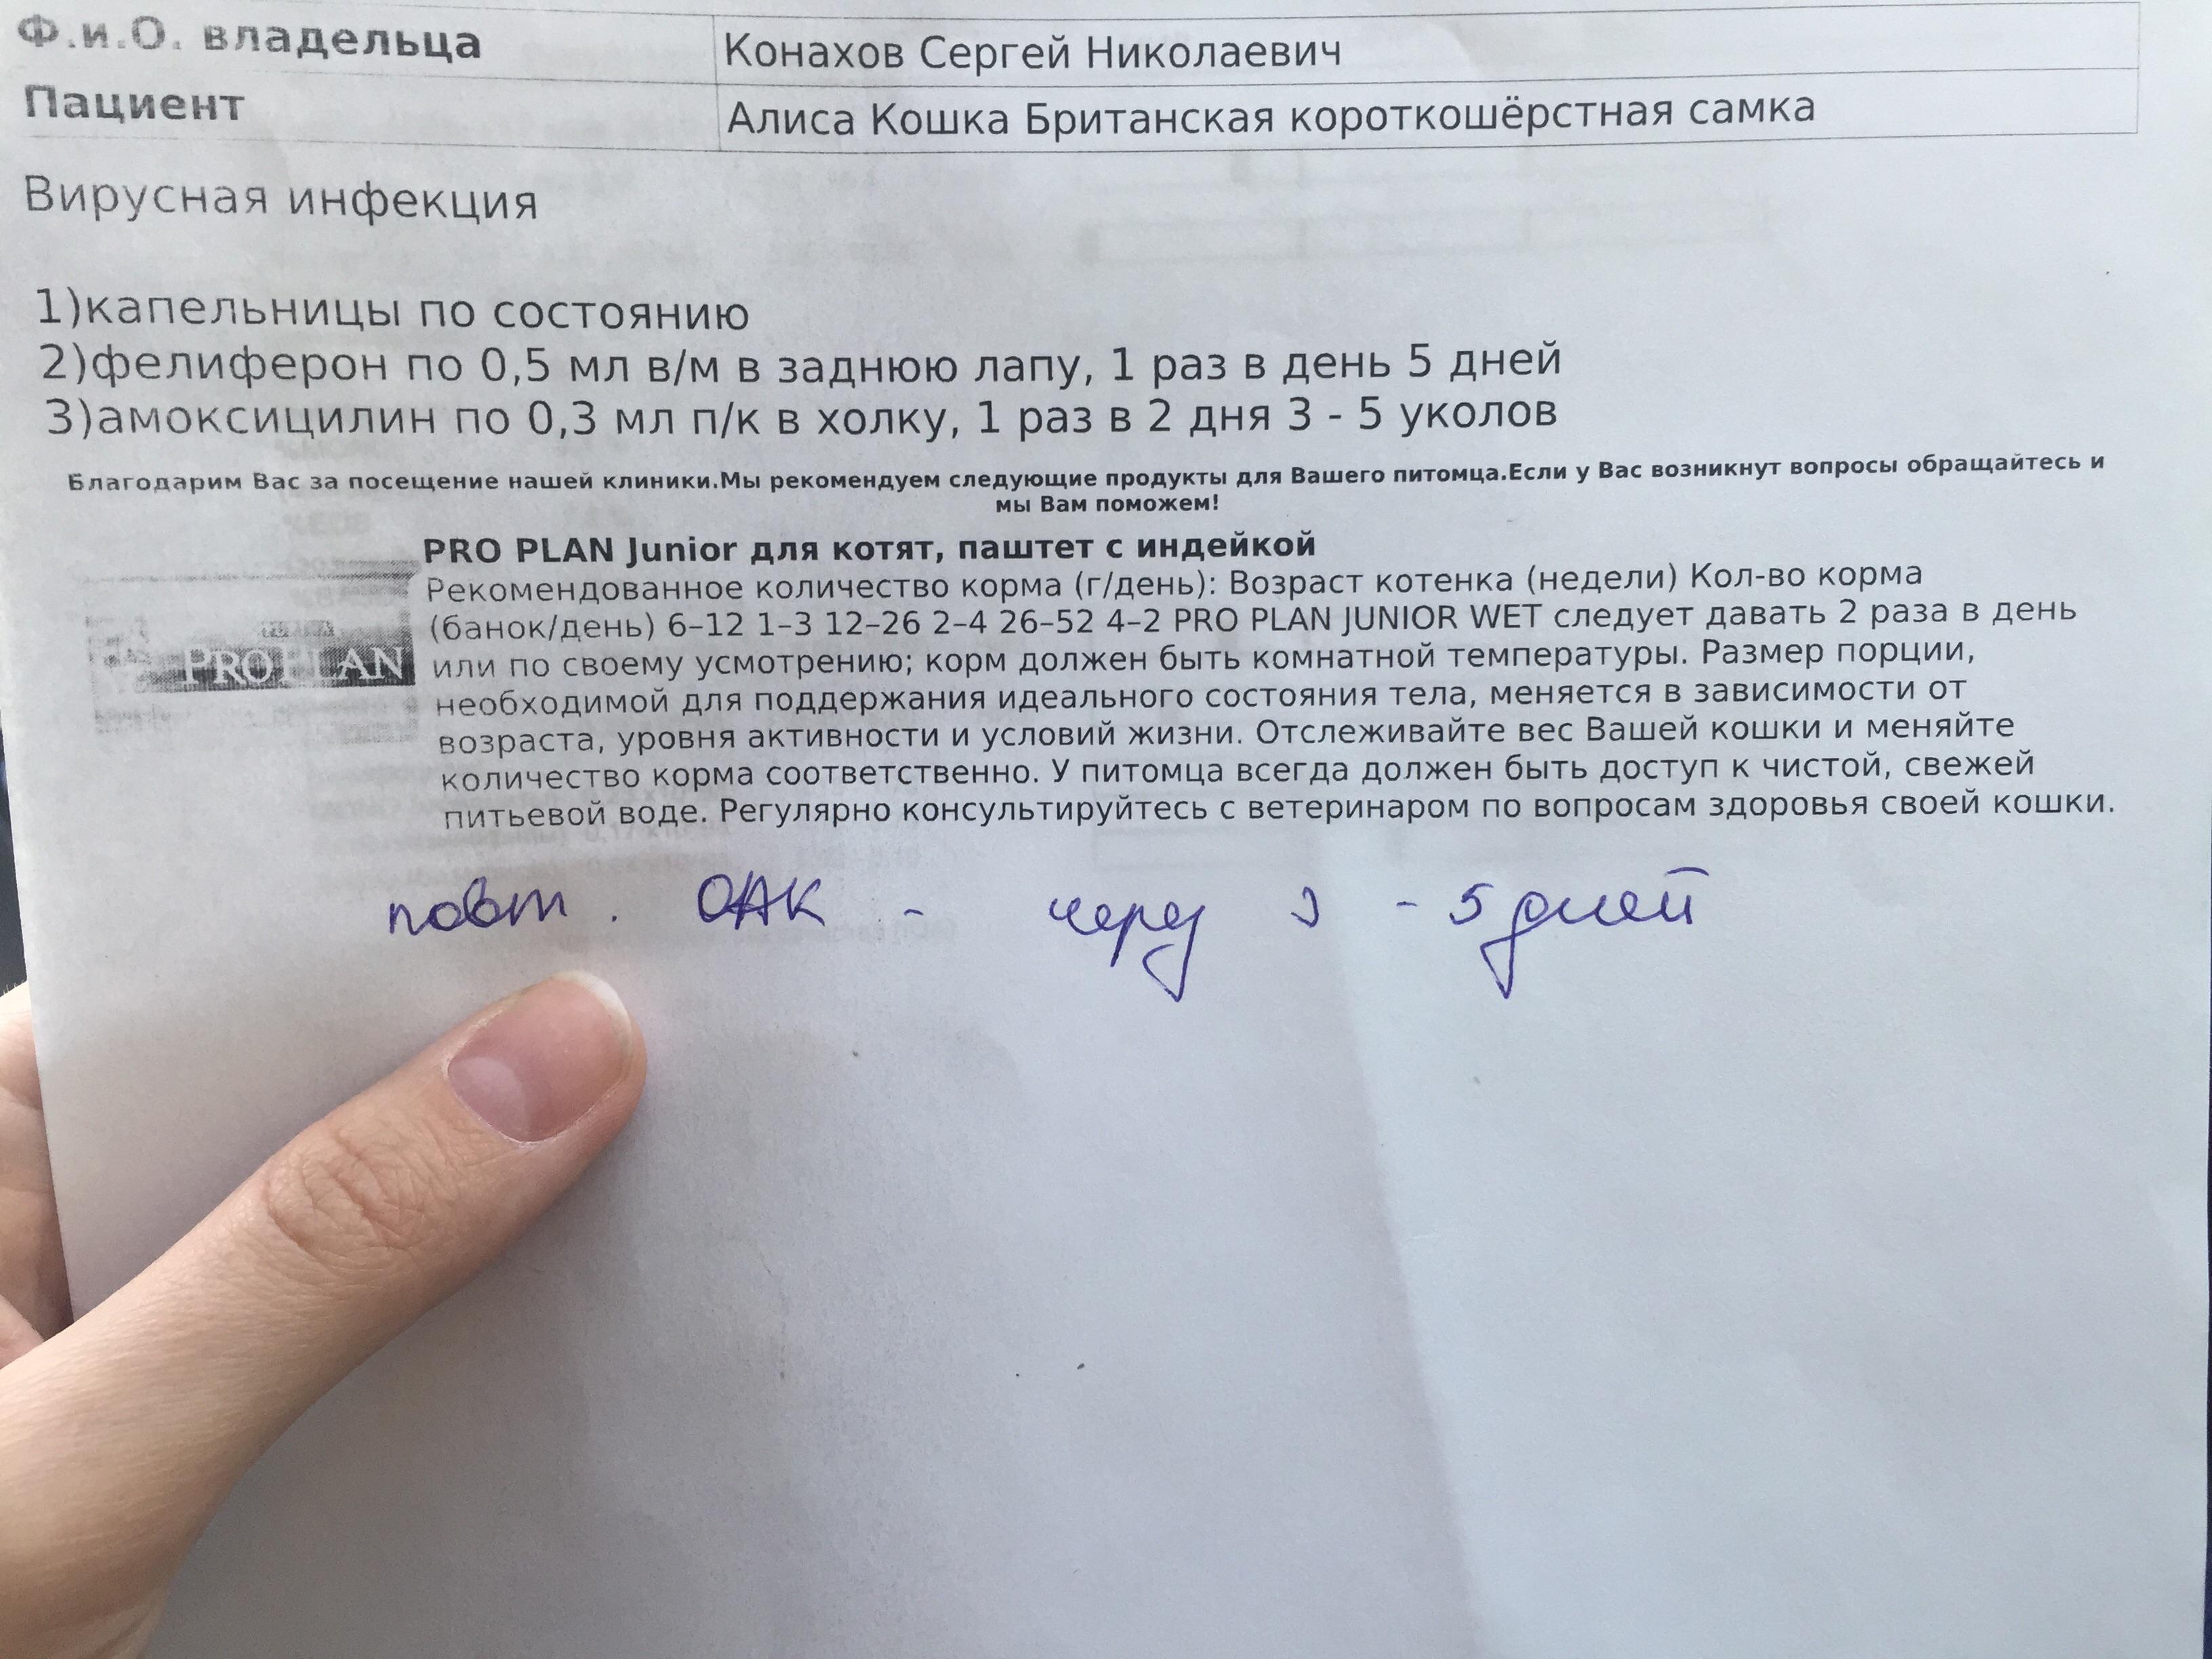 Ф.и.О. владельца Конахов Сергей Николаевич
Пациент Алиса Кошка Британская короткошёрстная самка
Вирусная инфекция
1)капельницы по состоянию
2)фелиферон по 0,5 мл в/м в заднюю лапу, 1 раз в день 5 дней
3)амоксицилин по 0,3 мл п/к в холку, 1 раз в 2 дня 3 - 5 уколов
Благодарим Вас за посещение нашей клиники.Мы рекомендуем следующие продукты для Вашего питомца.Если у Вас возникнут вопросы обращайтесь и
мы Вам поможем!
PRO PLAN Junior для котят, паштет с индейкой
Рекомендованное количество корма (г/день): Возраст котенка (недели) Кол-во корма
(банок/день) 6–12 1–3 12–26 2–4 26–52 4–2 PRO PLAN JUNIOR WET следует давать 2 раза в день
или по своему усмотрению; корм должен быть комнатной температуры. Размер порции,
необходимой для поддержания идеального состояния тела, меняется в зависимости от
возраста, уровня активности и условий жизни. Отслеживайте вес Вашей кошки и меняйте
количество корма соответственно. У питомца всегда должен быть доступ к чистой, свежей
питьевой воде. Регулярно консультируйтесь с ветеринаром по вопросам здоровья своей кошки.
PROPLAN
повт. ОАК - через 3 - 5 дней